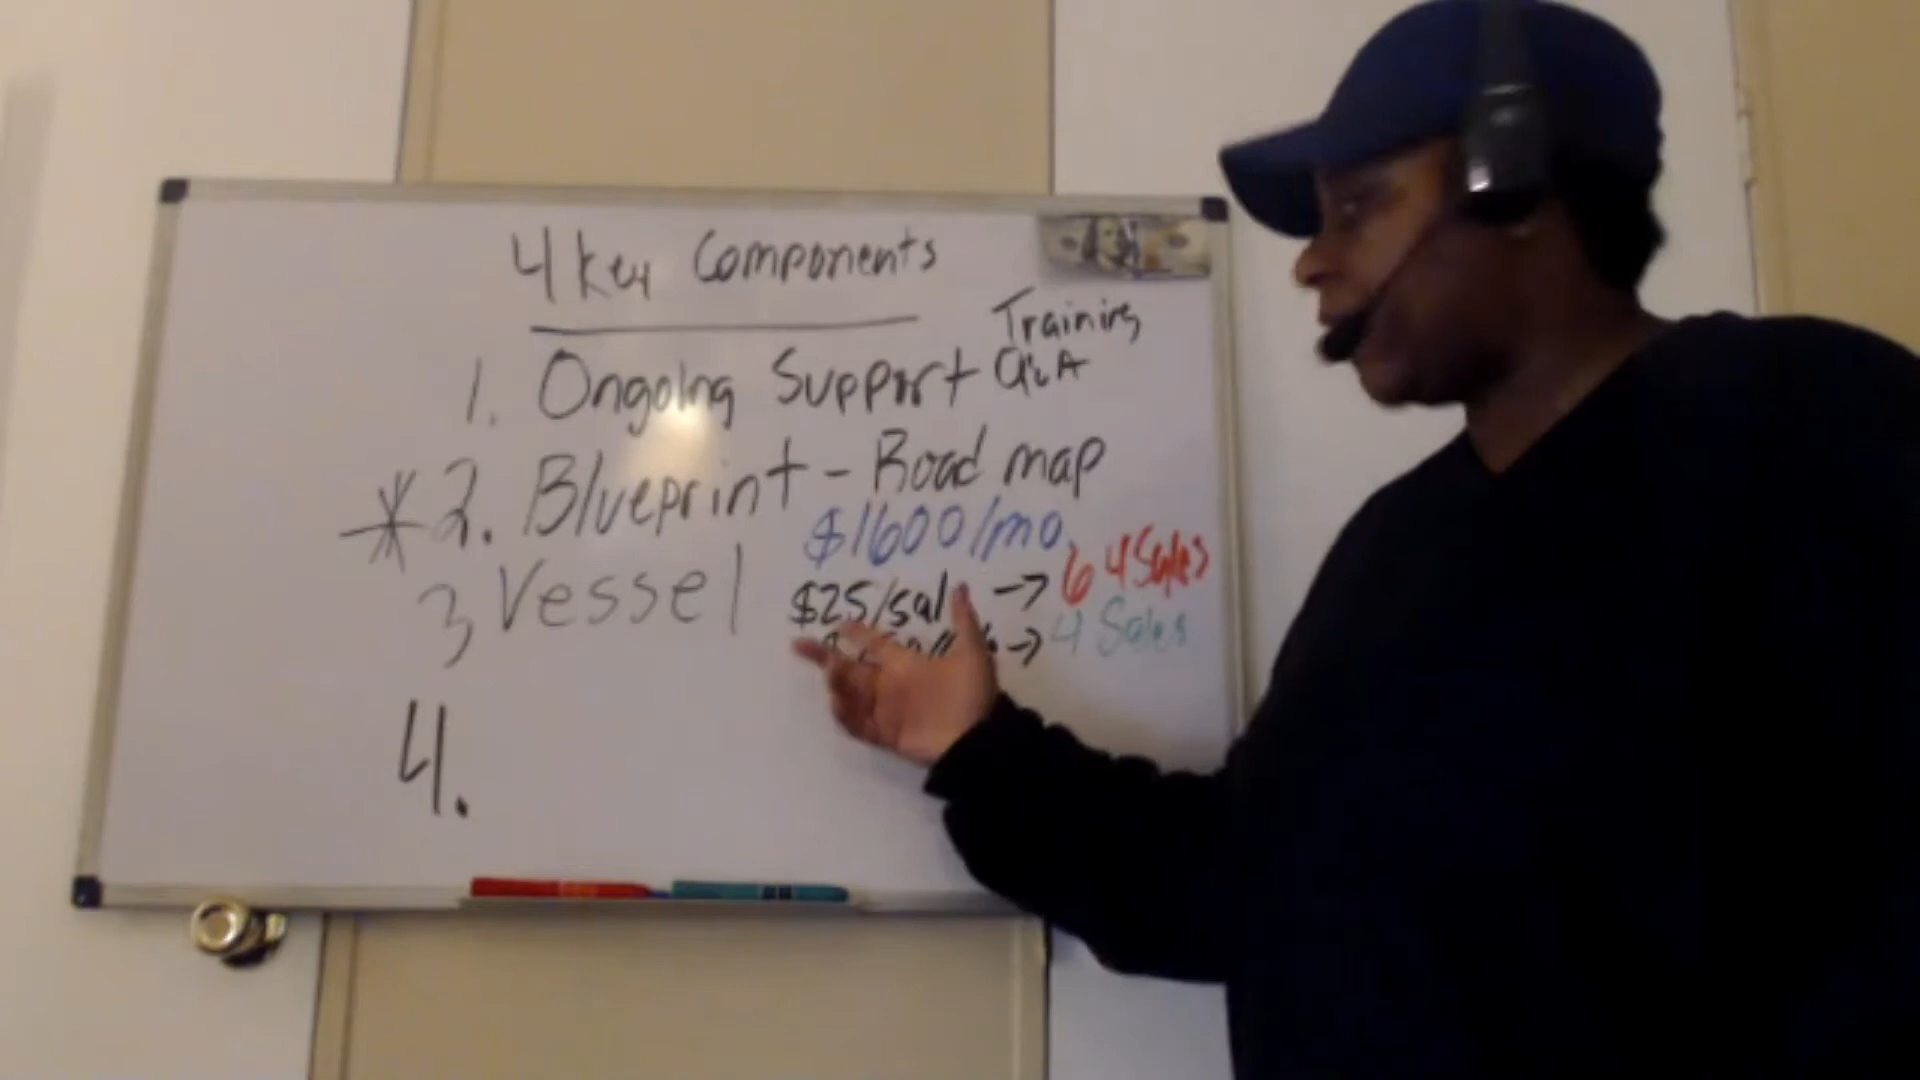 4 Key Components
Training
1. Ongoing Support Q&A
* 2. Blueprint - Road map
$1600/mo.
3 Vessel $25/sale → 64 Sales
→ 4 Sales
4.